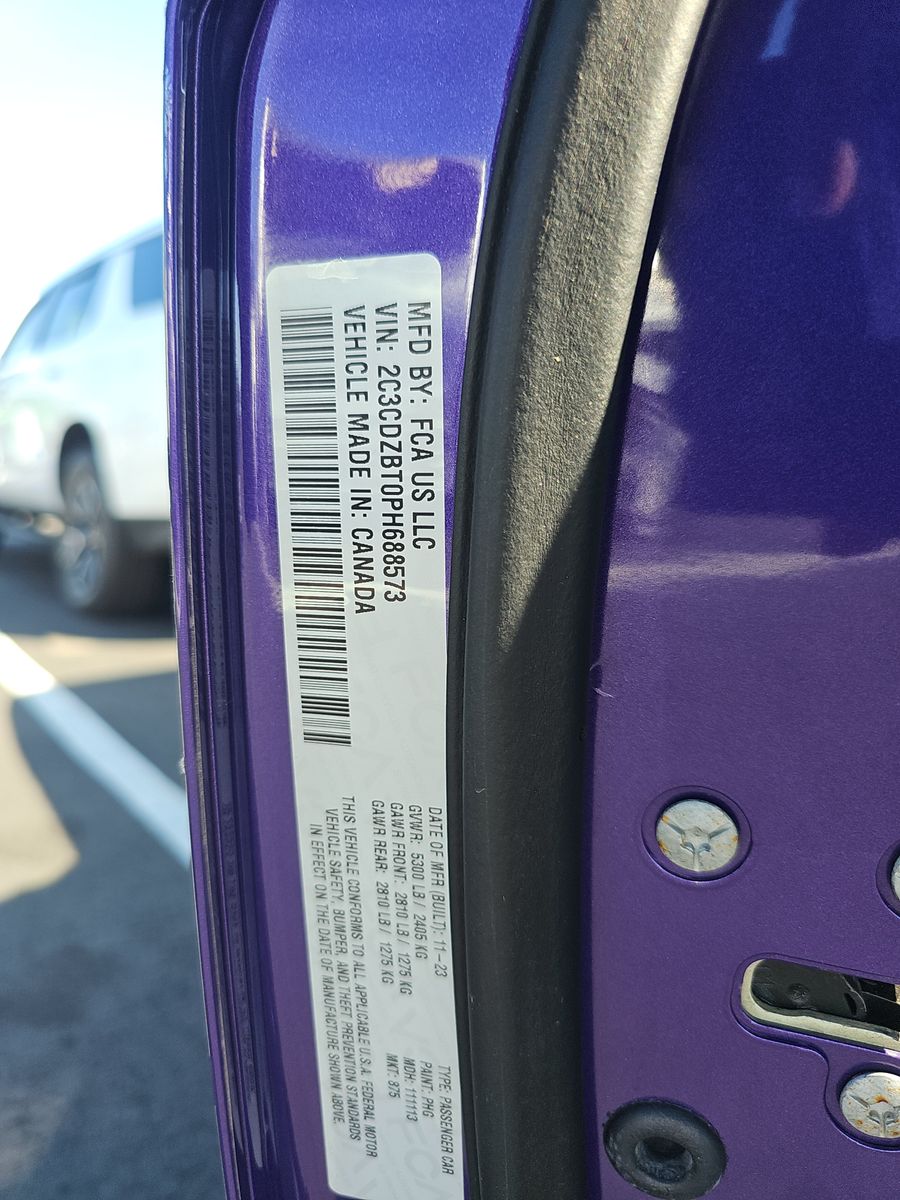 MFD BY: FCA US LLC
VIN: 2C3CDZBT0PH688573
VEHICLE MADE IN: CANADA
DATE OF MFR (BUILT): 11-23
GVWR: 5300 LB / 2405 KG
GAWR FRONT: 2810 LB / 1275 KG
GAWR REAR: 2810 LB / 1275 KG
TYPE: PASSENGER CAR
PAINT: PHG
MDH: 111113
MKT: 875
THIS VEHICLE CONFORMS TO ALL APPLICABLE U.S.A. FEDERAL MOTOR
VEHICLE SAFETY, BUMPER, AND THEFT PREVENTION STANDARDS
IN EFFECT ON THE DATE OF MANUFACTURE SHOWN ABOVE.